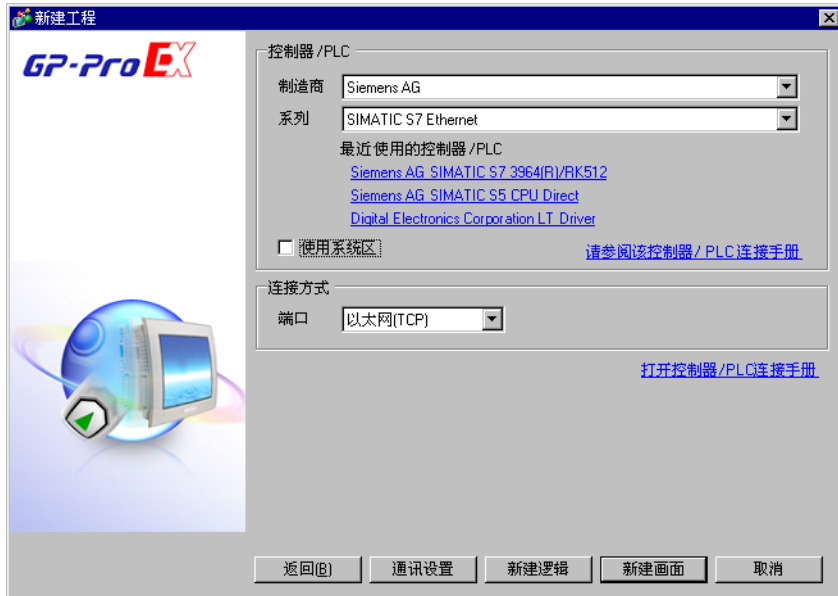 新建工程
GP-Pro EX
控制器/PLC
制造商 Siemens AG
系列 SIMATIC S7 Ethernet
最近使用的控制器/PLC
Siemens AG SIMATIC S7 3964(R)/RK512
Siemens AG SIMATIC S5 CPU Direct
Digital Electronics Corporation LT Driver
使用系统区 请参阅该控制器/PLC连接手册
连接方式
端口 以太网(TCP)
打开控制器/PLC连接手册
返回(B) 通讯设置 新建逻辑 新建画面 取消